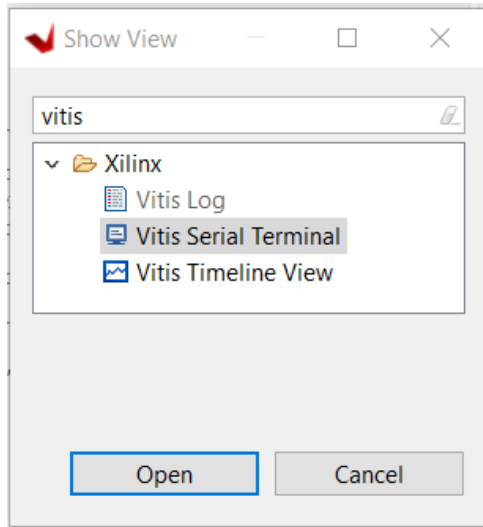 Show View
vitis
Xilinx
Vitis Log
Vitis Serial Terminal
Vitis Timeline View
Open Cancel